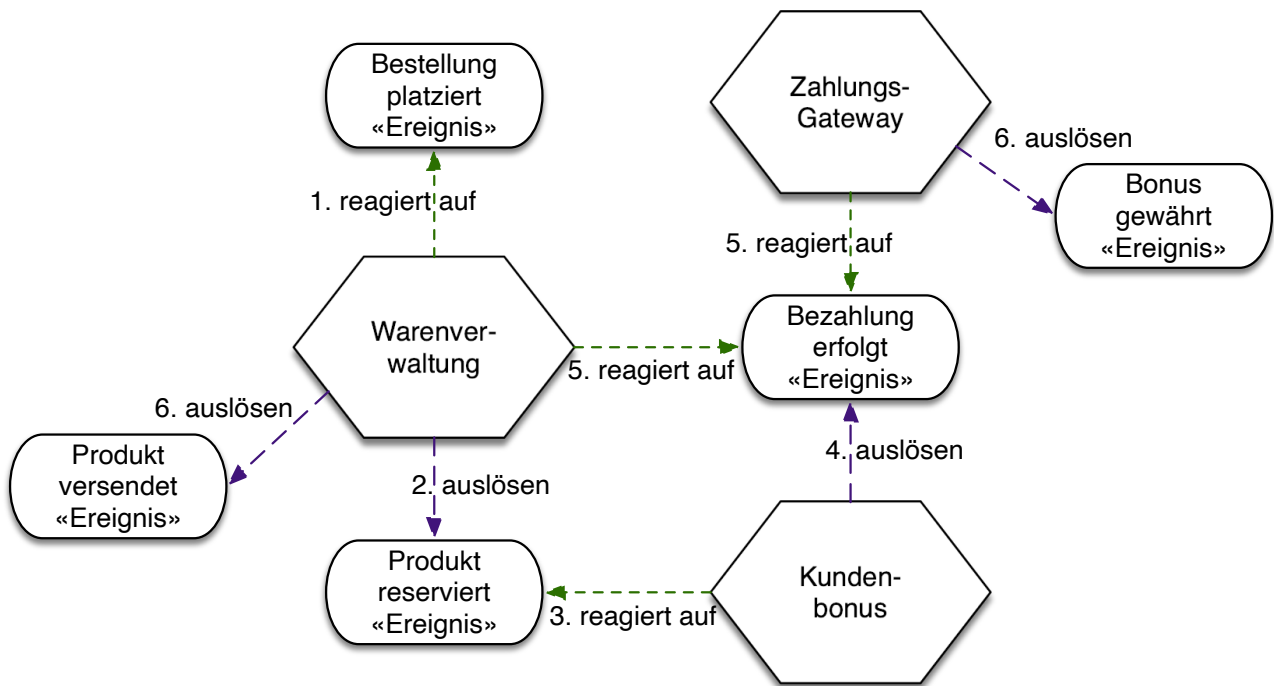 Bestellung
platziert
«Ereignis»
Zahlungs-
Gateway
6. auslösen
Bonus
gewährt
«Ereignis»
1. reagiert auf
5. reagiert auf
Warenver-
waltung
Bezahlung
erfolgt
«Ereignis»
5. reagiert auf
6. auslösen
Produkt
versendet
«Ereignis»
2. auslösen
4. auslösen
Produkt
reserviert
«Ereignis»
3. reagiert auf
Kunden-
bonus